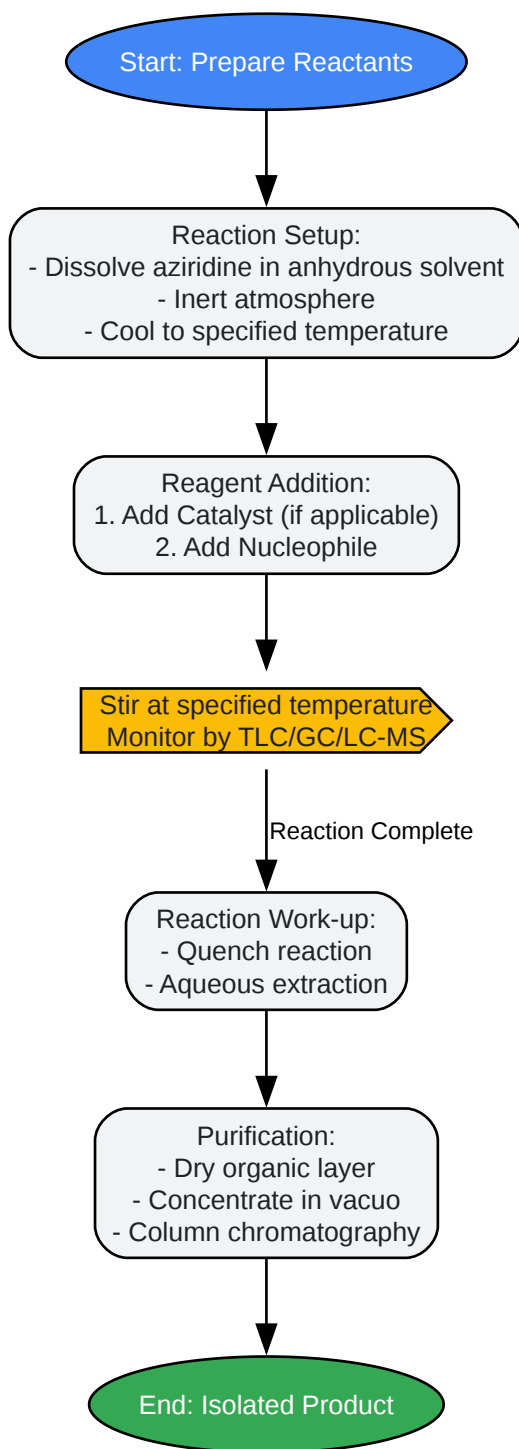 Start: Prepare Reactants
Reaction Setup:
- Dissolve aziridine in anhydrous solvent
- Inert atmosphere
- Cool to specified temperature
Reagent Addition:
1. Add Catalyst (if applicable)
2. Add Nucleophile
Stir at specified temperature
Monitor by TLC/GC/LC-MS
Reaction Complete
Reaction Work-up:
- Quench reaction
- Aqueous extraction
Purification:
- Dry organic layer
- Concentrate in vacuo
- Column chromatography
End: Isolated Product